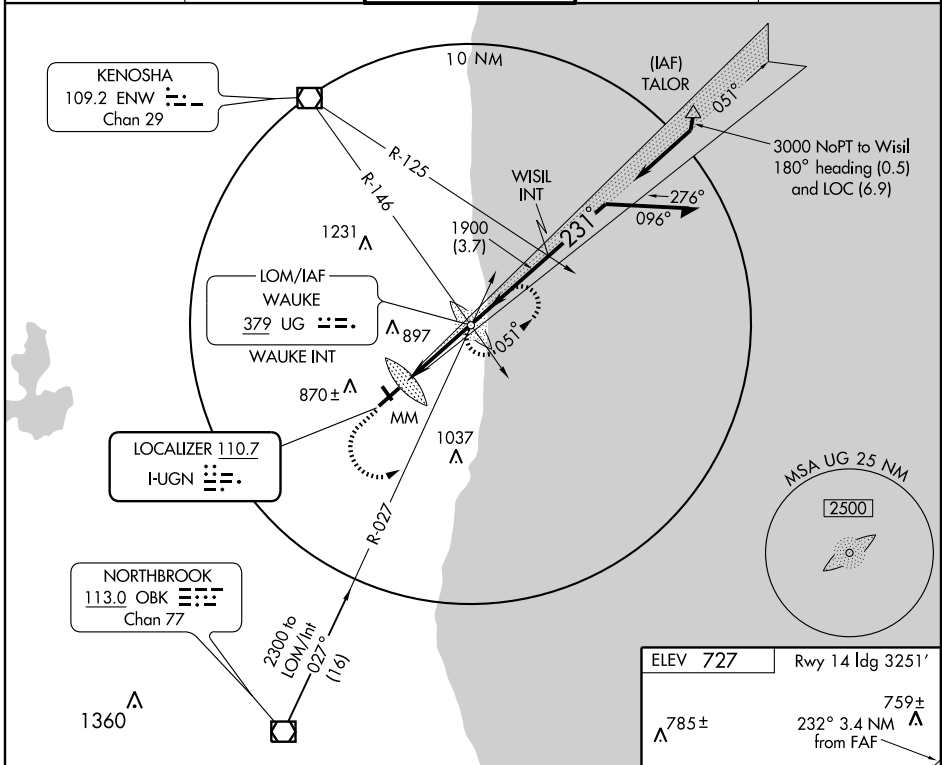 KENOSHA
109.2 ENW
Chan 29
10 NM
(IAF)
TALOR
051°
3000 NoPT to Wisil
180° heading (0.5)
and LOC (6.9)
R-125
R-146
WISIL
INT
276°
096°
231°
1900
(3.7)
1231
LOM/IAF
WAUKE
379 UG
WAUKE INT
897
051°
870±
MM
LOCALIZER 110.7
I-UGN
1037
R-027
MSA UG 25 NM
2500
NORTHBROOK
113.0 OBK
Chan 77
2300 to
LOM/Int
027°
(16)
1360
ELEV 727
Rwy 14 ldg 3251'
785±
759±
232° 3.4 NM
from FAF